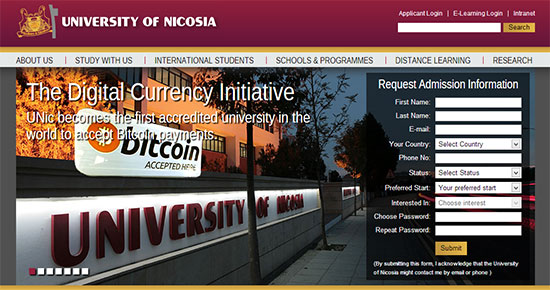 UNIVERSITY OF NICOSIA
Applicant Login | E-Learning Login | Intranet
Search
ABOUT US | STUDY WITH US | INTERNATIONAL STUDENTS | SCHOOLS & PROGRAMMES | DISTANCE LEARNING | RESEARCH
The Digital Currency Initiative
UNic becomes the first accredited university in the
world to accept Bitcoin payments.
bitcoin
ACCEPTED HERE
UNIVERSITY OF NICOSIA
Request Admission Information
First Name:
Last Name:
E-mail:
Your Country: Select Country
Phone No:
Status: Select Status
Preferred Start: Your preferred start
Interested In: Choose interest
Choose Password:
Repeat Password:
Submit
(By submitting this form, I acknowledge that the University
of Nicosia might contact me by email or phone )